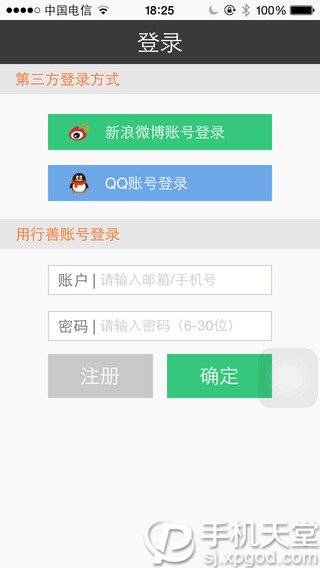 中国电信 18:25 100%
登录
第三方登录方式
新浪微博账号登录
QQ账号登录
用行善账号登录
账户 | 请输入邮箱/手机号
密码 | 请输入密码（6-30位）
注册 确定
手机天堂
sj.xpgod.com